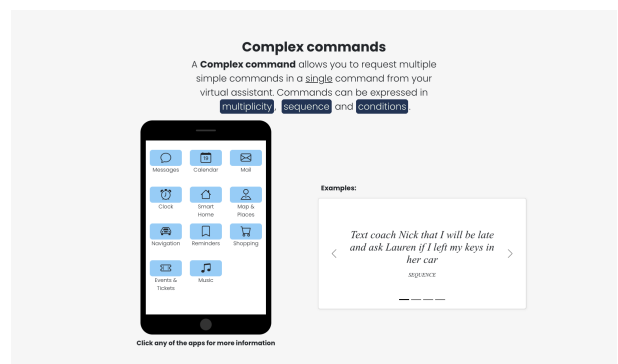 Complex commands
A Complex command allows you to request multiple
simple commands in a single command from your
virtual assistant. Commands can be expressed in
multiplicity, sequence and conditions.
Messages
Calendar
Mail
Clock
Smart
Home
Map &
Places
Navigation
Reminders
Shopping
Events &
Tickets
Music
Click any of the apps for more information
Examples:
Text coach Nick that I will be late
and ask Lauren if I left my keys in
her car
SEQUENCE